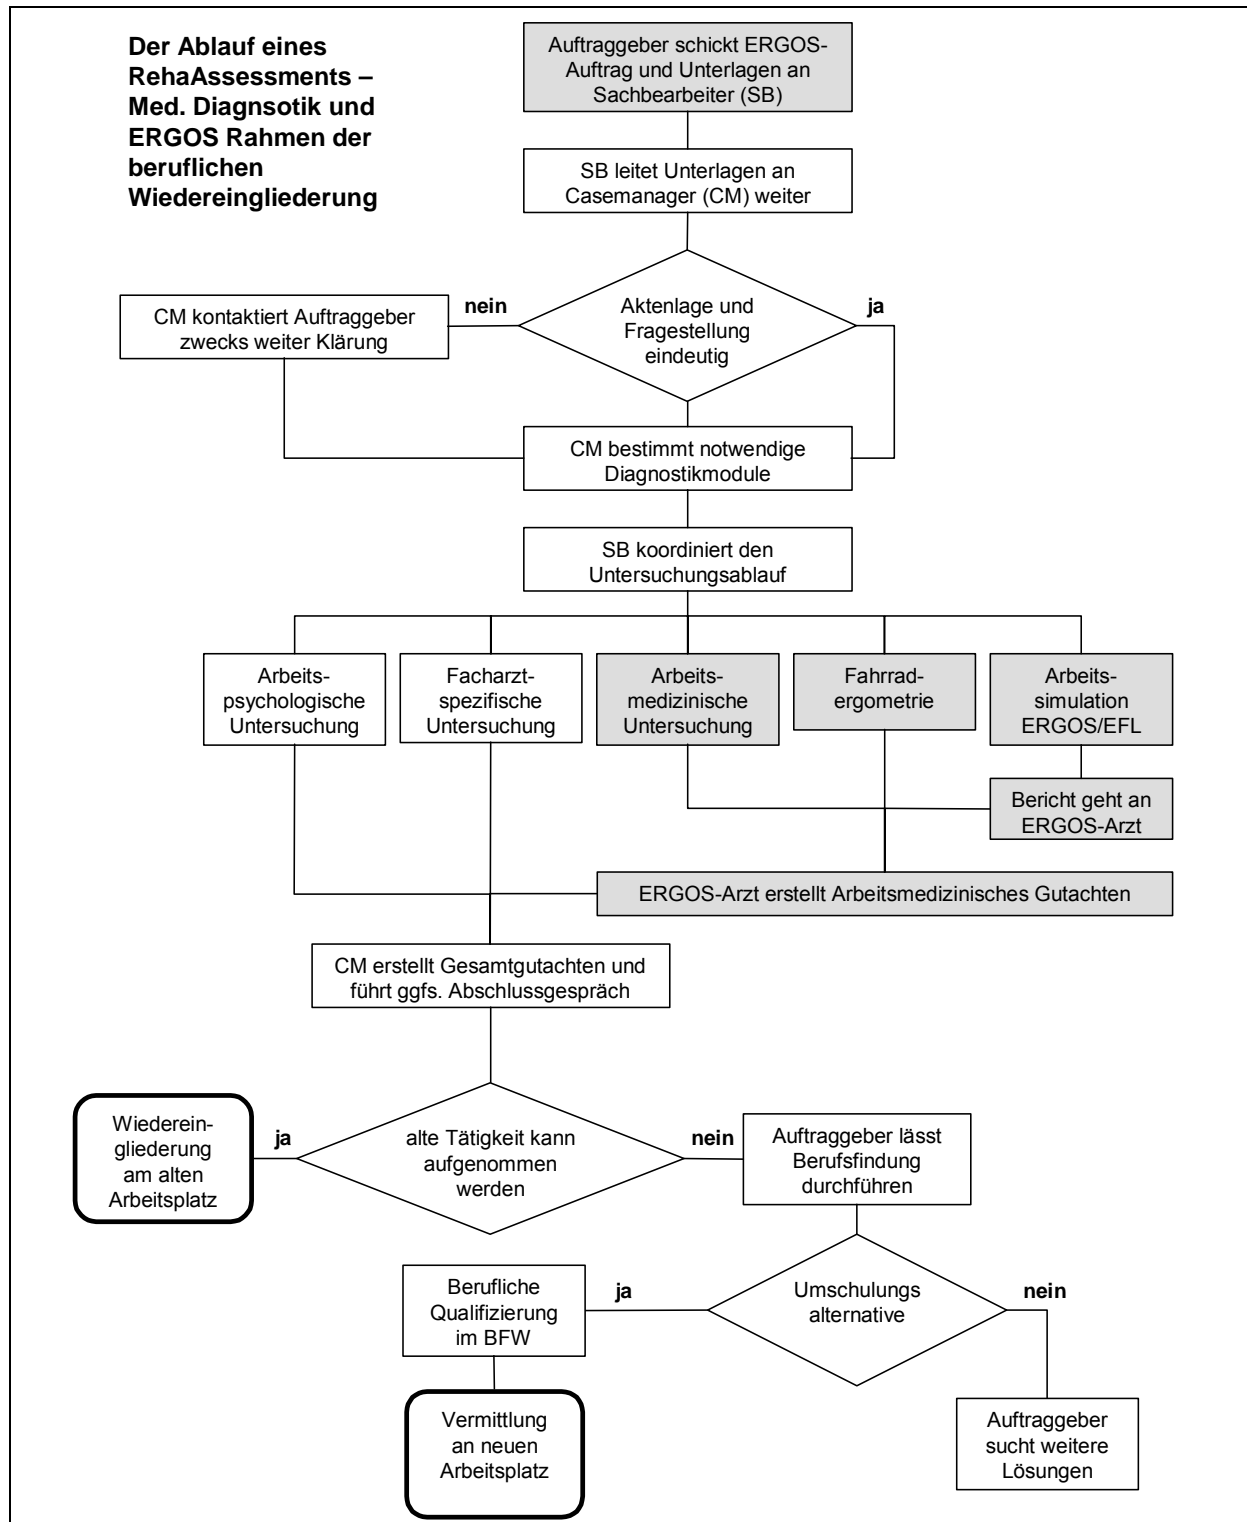 Der Ablauf eines
RehaAssessments –
Med. Diagnsotik und
ERGOS Rahmen der
beruflichen
Wiedereingliederung
Auftraggeber schickt ERGOS-
Auftrag und Unterlagen an
Sachbearbeiter (SB)
SB leitet Unterlagen an
Casemanager (CM) weiter
nein
Aktenlage und
Fragestellung
eindeutig
ja
CM kontaktiert Auftraggeber
zwecks weiter Klärung
CM bestimmt notwendige
Diagnostikmodule
SB koordiniert den
Untersuchungsablauf
Arbeits-
psychologische
Untersuchung
Facharzt-
spezifische
Untersuchung
Arbeits-
medizinische
Untersuchung
Fahrrad-
ergometrie
Arbeits-
simulation
ERGOS/EFL
Bericht geht an
ERGOS-Arzt
ERGOS-Arzt erstellt Arbeitsmedizinisches Gutachten
CM erstellt Gesamtgutachten und
führt ggfs. Abschlussgespräch
Wiederein-
gliederung
am alten
Arbeitsplatz
ja
alte Tätigkeit kann
aufgenommen
werden
nein
Auftraggeber lässt
Berufsfindung
durchführen
Berufliche
Qualifizierung
im BFW
ja
Umschulungs
alternative
nein
Vermittlung
an neuen
Arbeitsplatz
Auftraggeber
sucht weitere
Lösungen